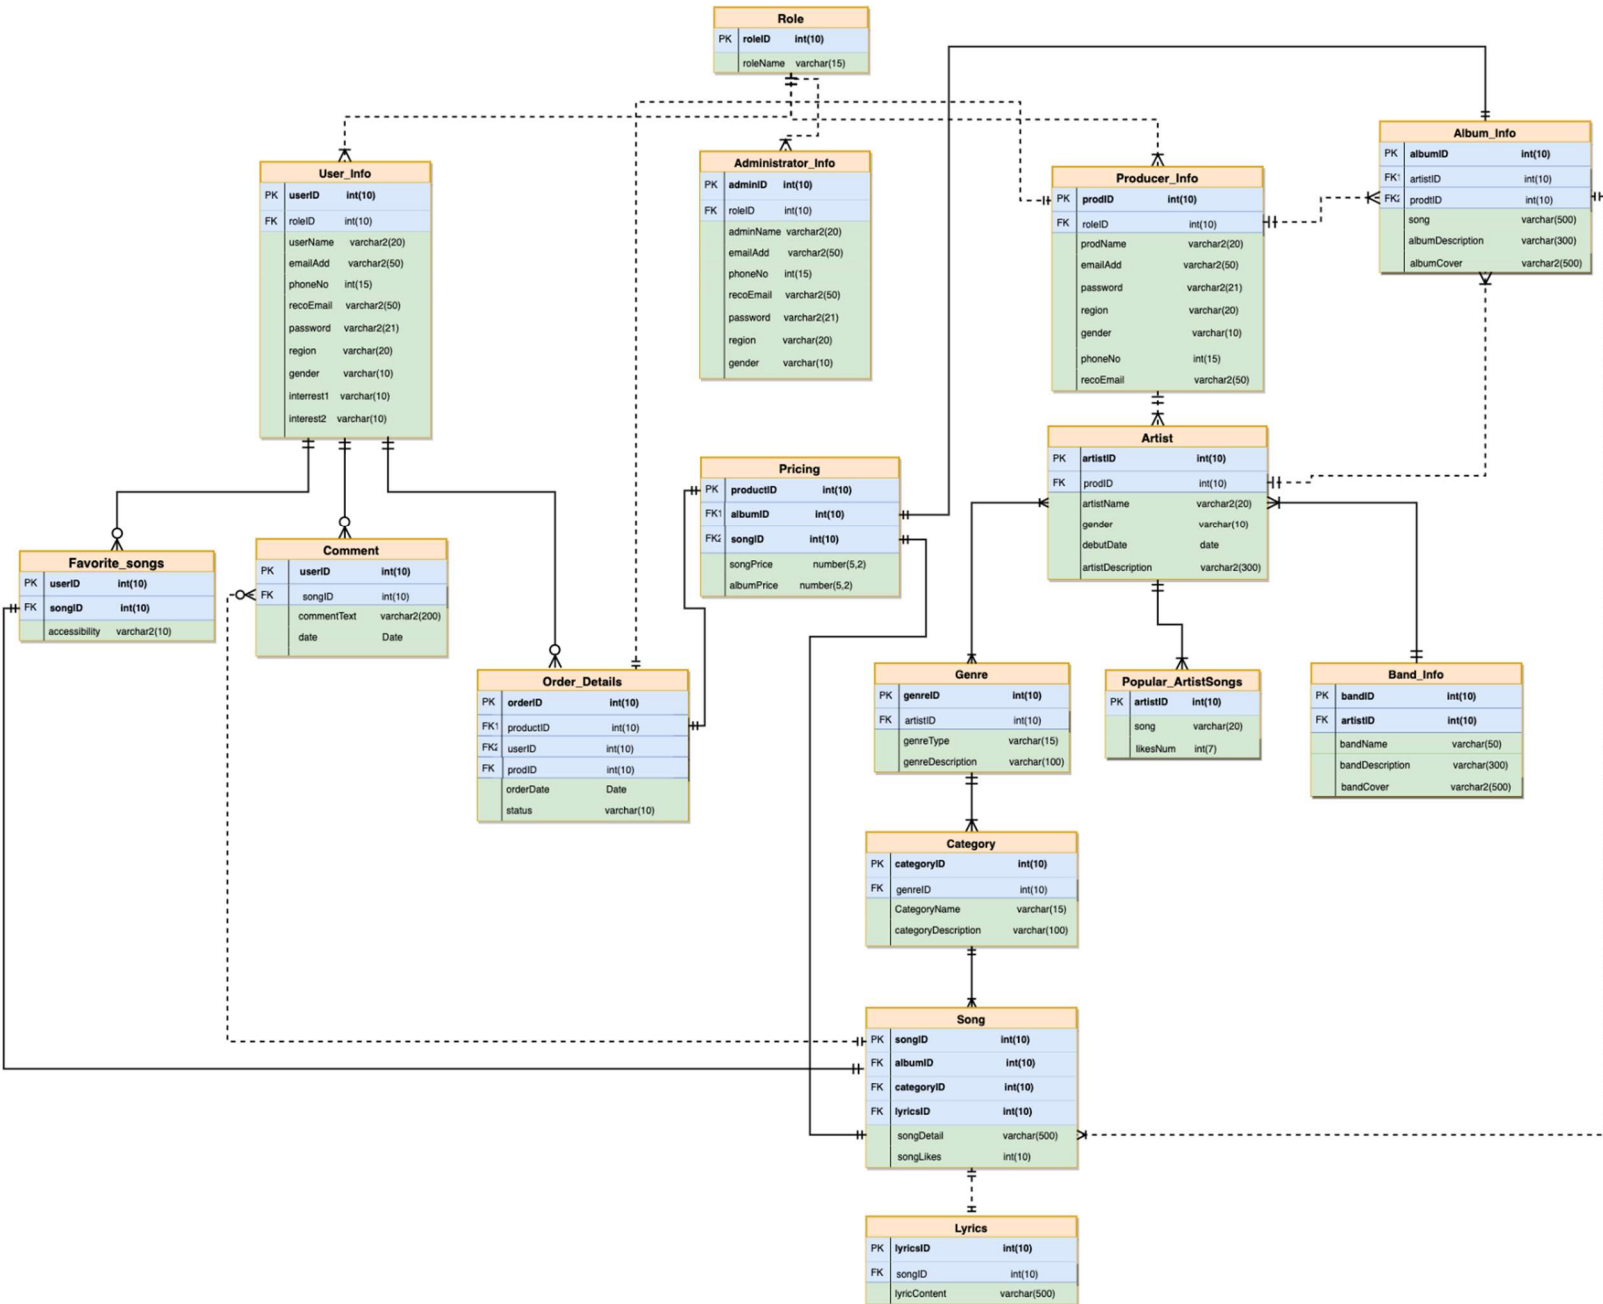 Role
PK roleID int(10)
roleName varchar(15)
User_Info
PK userID int(10)
FK roleID int(10)
userName varchar2(20)
emailAdd varchar2(50)
phoneNo int(15)
recoEmail varchar2(50)
password varchar2(21)
region varchar(20)
gender varchar(10)
interrest1 varchar(10)
interest2 varchar(10)
Administrator_Info
PK adminID int(10)
FK roleID int(10)
adminName varchar2(20)
emailAdd varchar2(50)
phoneNo int(15)
recoEmail varchar2(50)
password varchar2(21)
region varchar(20)
gender varchar(10)
Producer_Info
PK prodID int(10)
FK roleID int(10)
prodName varchar2(20)
emailAdd varchar2(50)
password varchar2(21)
region varchar(20)
gender varchar(10)
phoneNo int(15)
recoEmail varchar2(50)
Album_Info
PK albumID int(10)
FK1 artistID int(10)
FK2 prodtID int(10)
song varchar(500)
albumDescription varchar(300)
albumCover varchar2(500)
Favorite_songs
PK userID int(10)
FK songID int(10)
accessibility varchar2(10)
Comment
PK userID int(10)
FK songID int(10)
commentText varchar2(200)
date Date
Order_Details
PK orderID int(10)
FK1 productID int(10)
FK2 userID int(10)
FK prodID int(10)
orderDate Date
status varchar(10)
Pricing
PK productID int(10)
FK1 albumID int(10)
FK2 songID int(10)
songPrice number(5,2)
albumPrice number(5,2)
Artist
PK artistID int(10)
FK prodID int(10)
artistName varchar2(20)
gender varchar(10)
debutDate date
artistDescription varchar2(300)
Genre
PK genreID int(10)
FK artistID int(10)
genreType varchar(15)
genreDescription varchar(100)
Popular_ArtistSongs
PK artistID int(10)
song varchar(20)
likesNum int(7)
Band_Info
PK bandID int(10)
FK artistID int(10)
bandName varchar(50)
bandDescription varchar(300)
bandCover varchar2(500)
Category
PK categoryID int(10)
FK genreID int(10)
CategoryName varchar(15)
categoryDescription varchar(100)
Song
PK songID int(10)
FK albumID int(10)
FK categoryID int(10)
FK lyricsID int(10)
songDetail varchar(500)
songLikes int(10)
Lyrics
PK lyricsID int(10)
FK songID int(10)
lyricContent varchar(500)